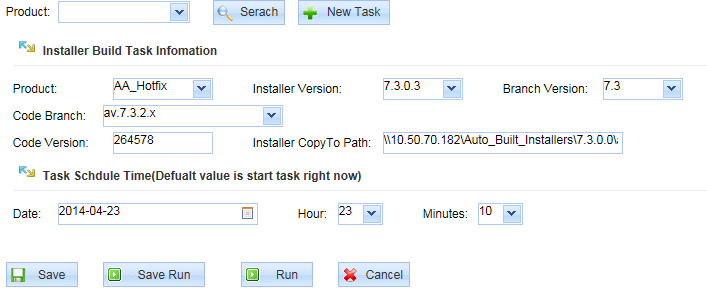 Product: Serach New Task
Installer Build Task Infomation
Product: AA_Hotfix Installer Version: 7.3.0.3 Branch Version: 7.3
Code Branch: av.7.3.2.x
Code Version: 264578 Installer CopyTo Path: \\10.50.70.182\Auto_Built_Installers\7.3.0.0\
Task Schdule Time(Defualt value is start task right now)
Date: 2014-04-23 Hour: 23 Minutes: 10
Save Save Run Run Cancel